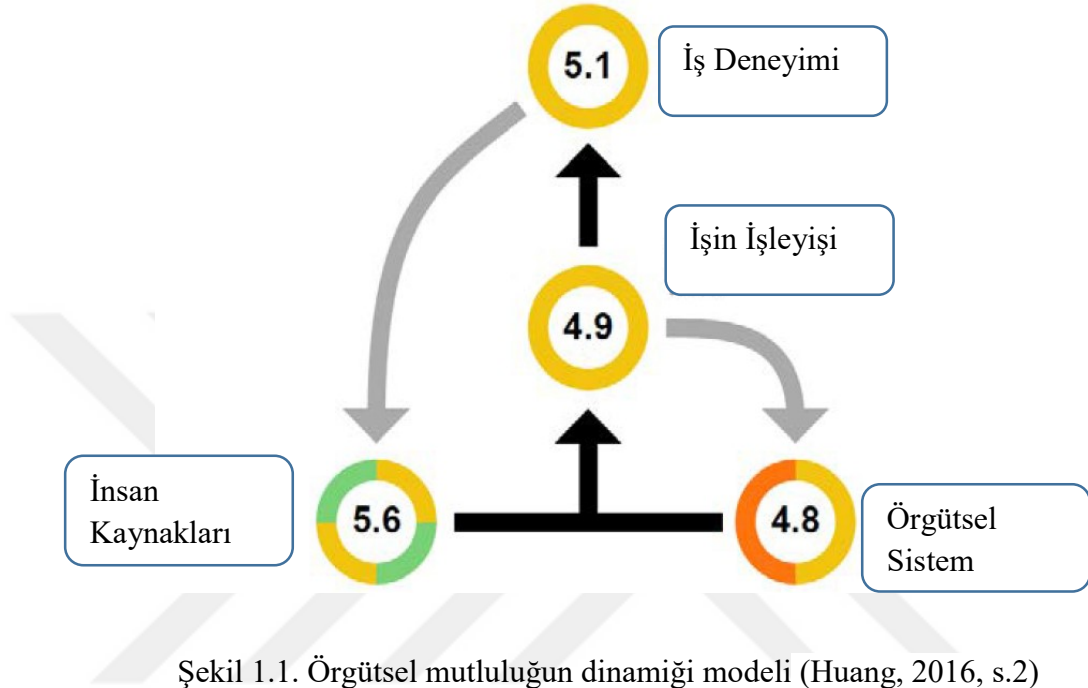 5.1
İş Deneyimi
İşin İşleyişi
4.9
İnsan
Kaynakları
5.6
4.8
Örgütsel
Sistem
Şekil 1.1. Örgütsel mutluluğun dinamiği modeli (Huang, 2016, s.2)